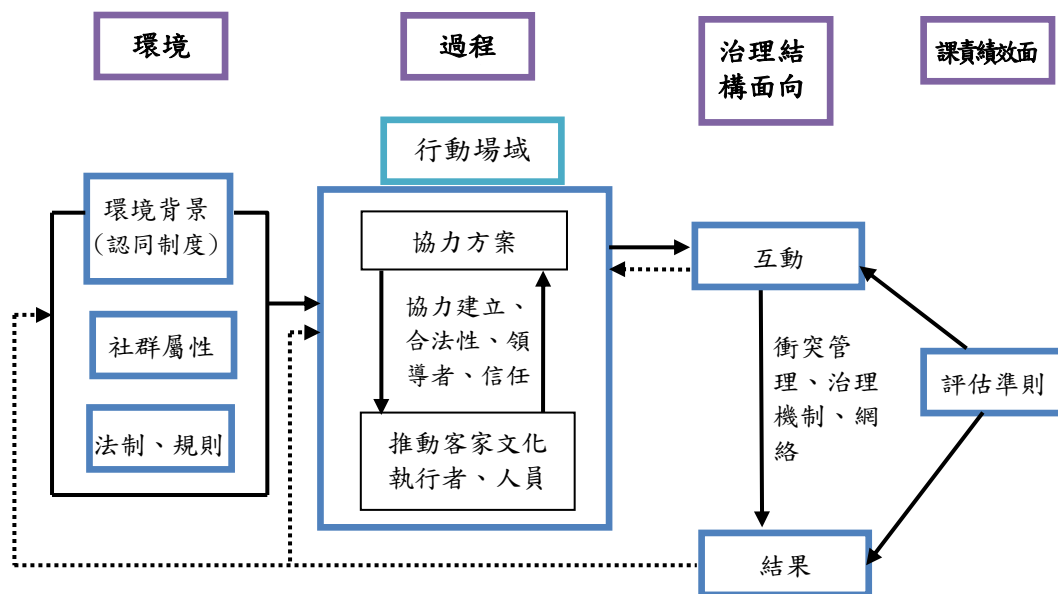 環境
過程
治理結
構面向
課責績效面
行動場域
環境背景
(認同制度)
社群屬性
法制、規則
協力方案
協力建立、
合法性、領
導者、信任
推動客家文化
執行者、人員
互動
衝突管
理、治理
機制、網
絡
結果
評估準則